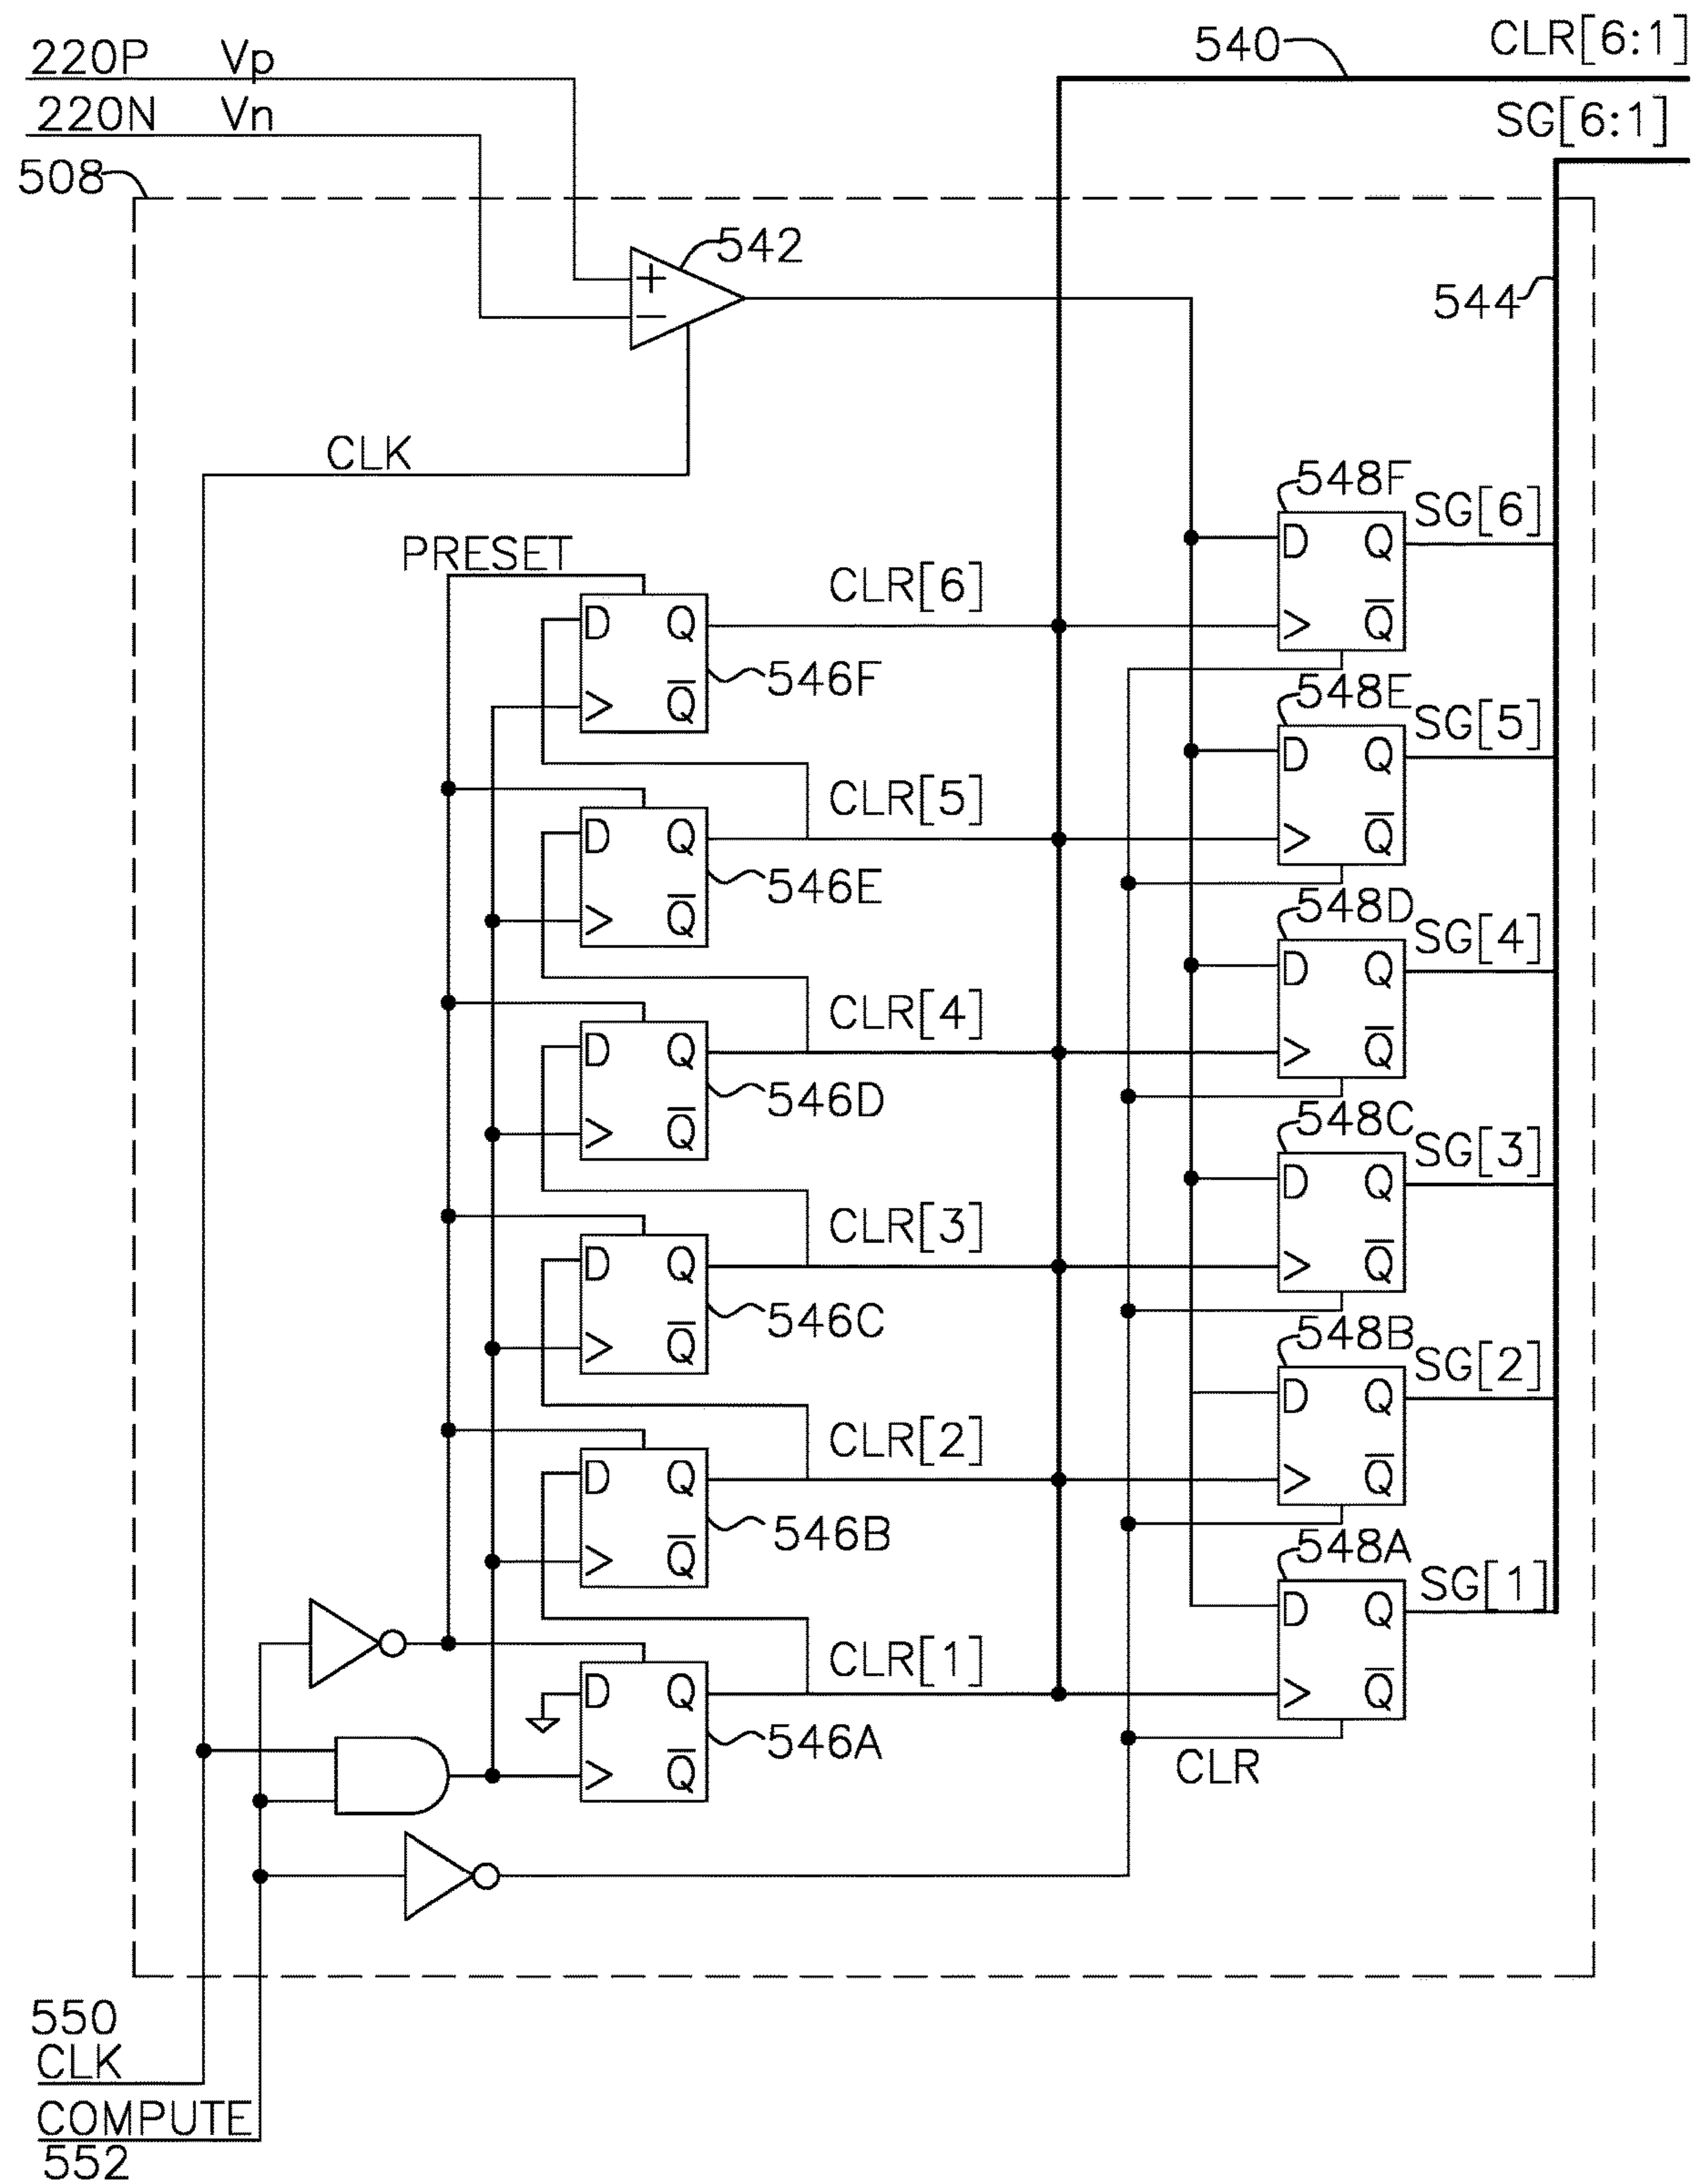 220P Vp
540
CLR[6:1]
220N Vn
SG[6:1]
508
542
+
−
544
CLK
548F
SG[6]
D Q
Q̅
PRESET
CLR[6]
D Q
Q̅
546F
548E
SG[5]
D Q
Q̅
CLR[5]
D Q
Q̅
546E
548D
SG[4]
D Q
Q̅
CLR[4]
D Q
Q̅
546D
548C
SG[3]
D Q
Q̅
CLR[3]
D Q
Q̅
546C
548B
SG[2]
D Q
Q̅
CLR[2]
D Q
Q̅
546B
548A
SG[1]
D Q
Q̅
CLR[1]
D Q
Q̅
546A
CLR
550
CLK
COMPUTE
552